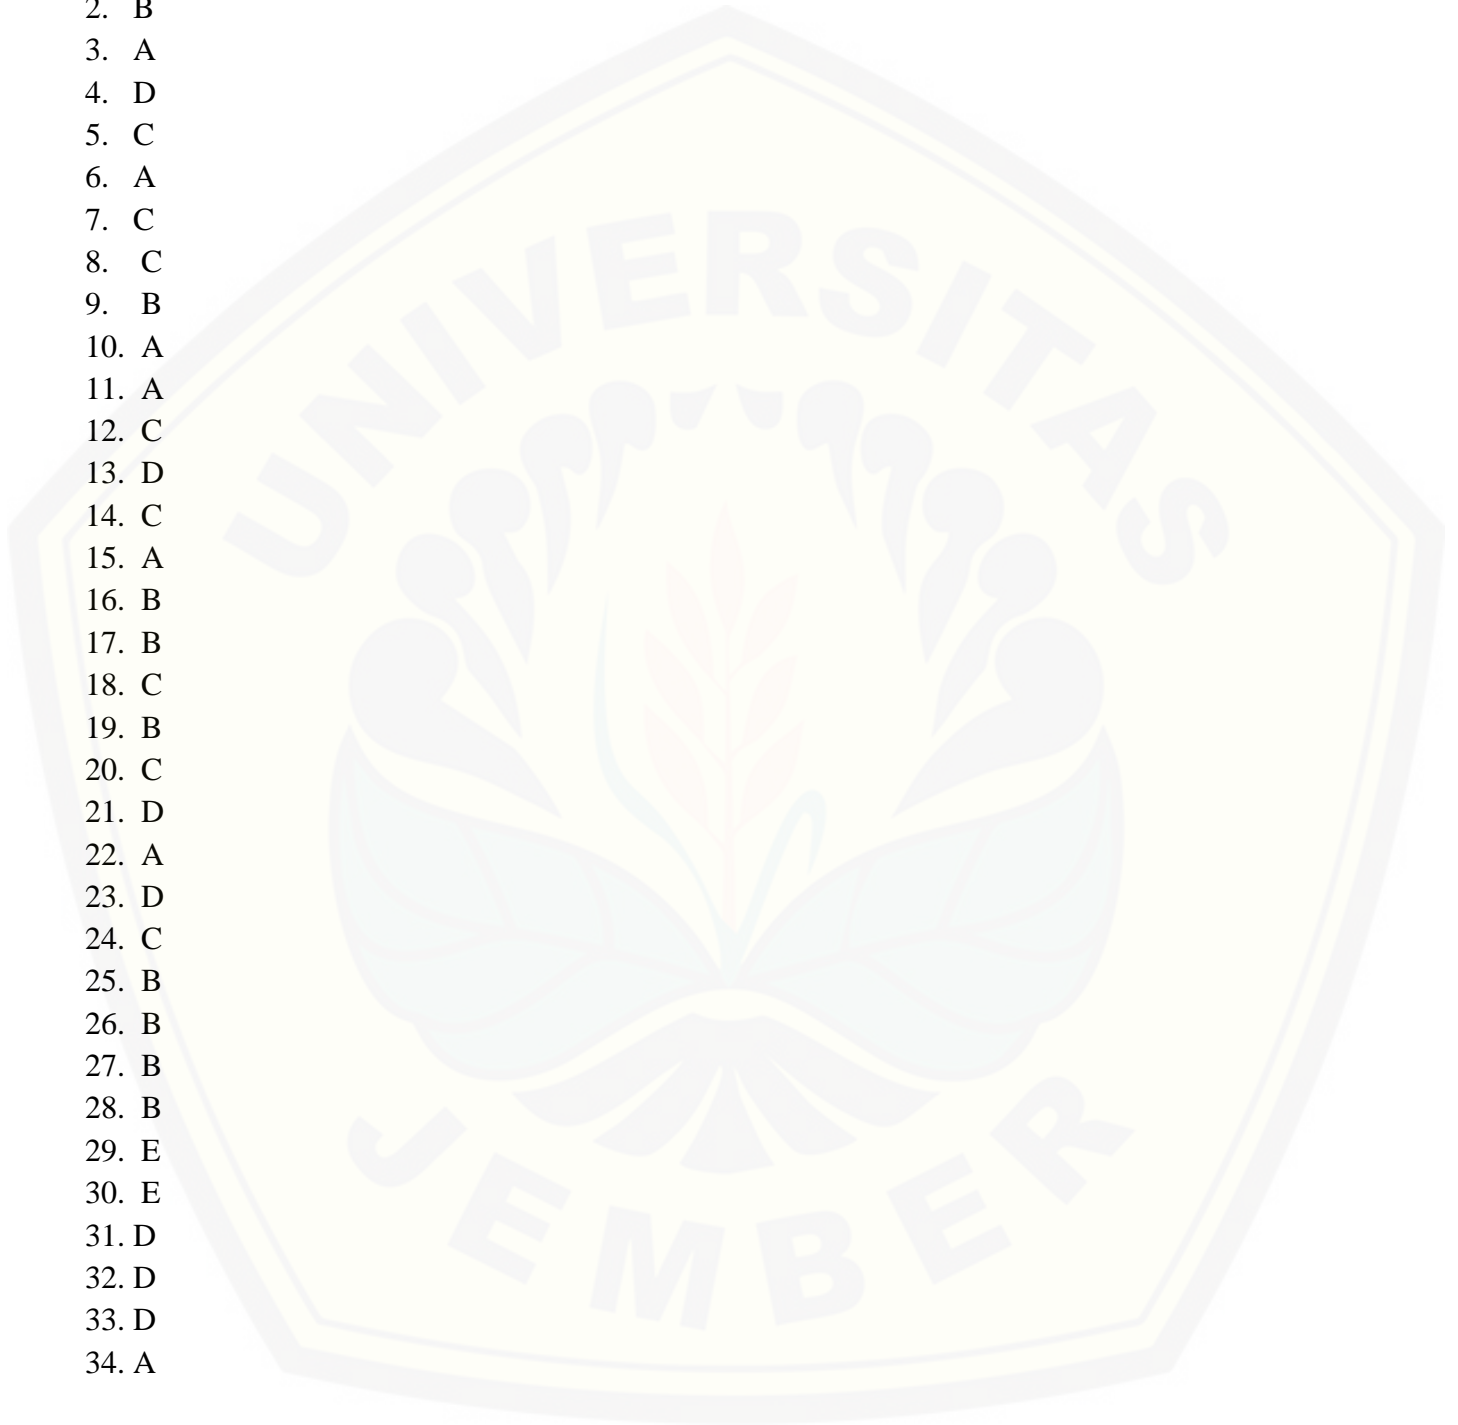 2. B
3. A
4. D
5. C
6. A
7. C
8. C
9. B
10. A
11. A
12. C
13. D
14. C
15. A
16. B
17. B
18. C
19. B
20. C
21. D
22. A
23. D
24. C
25. B
26. B
27. B
28. B
29. E
30. E
31. D
32. D
33. D
34. A
UNIVERSITAS
JEMBER